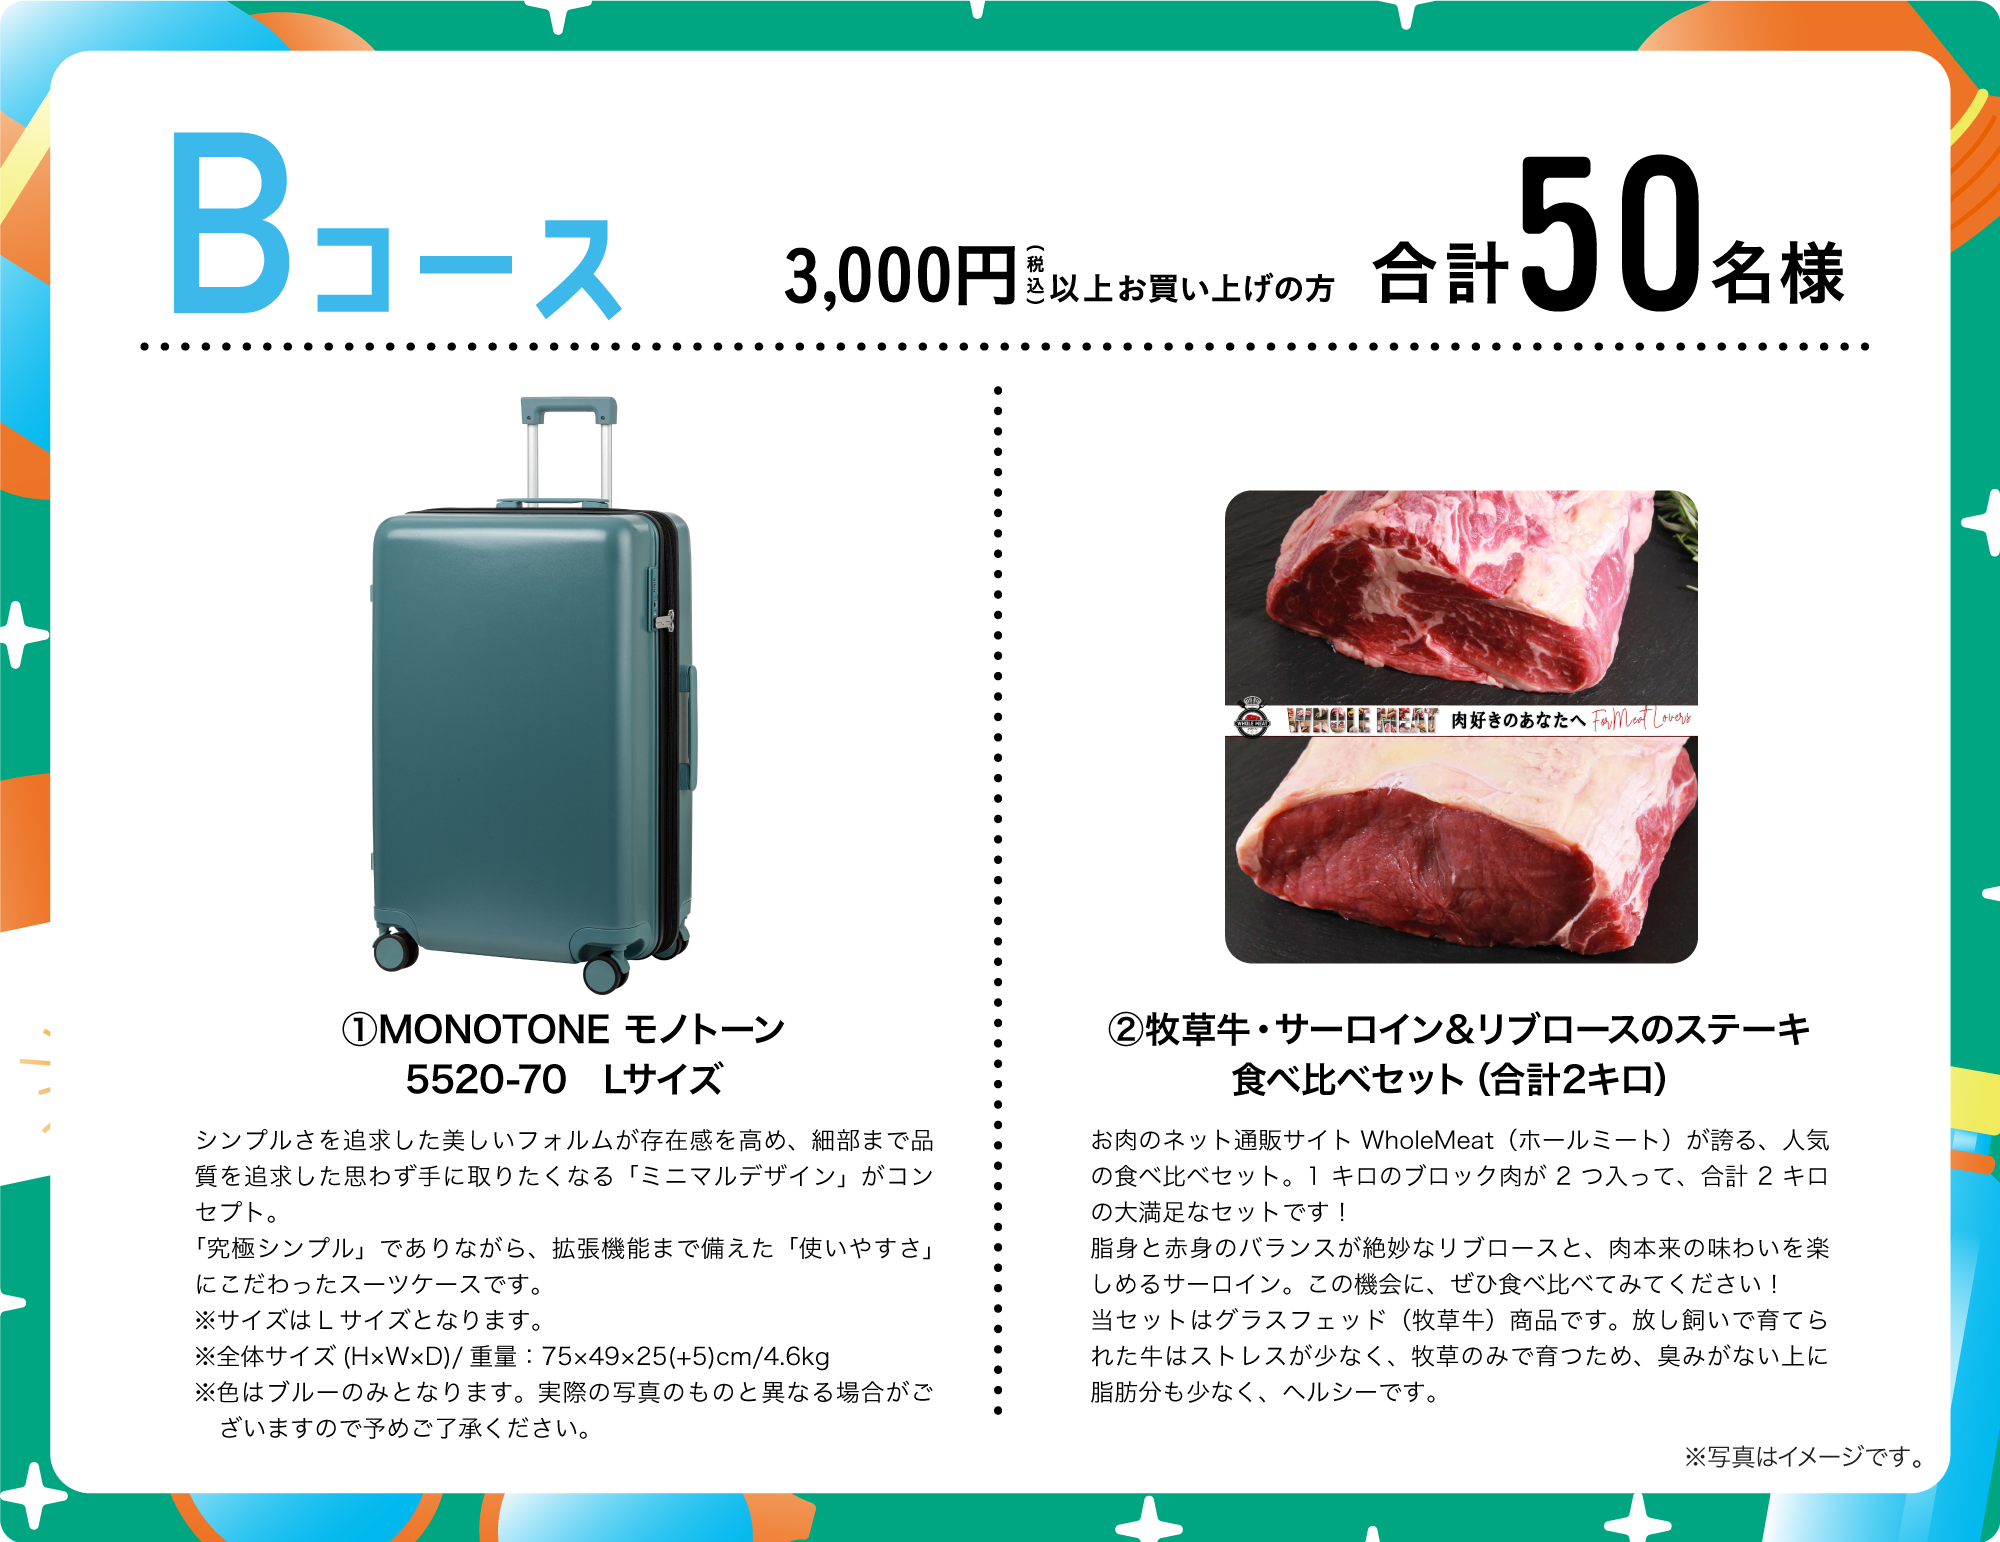 Bコース
3,000円(税込)以上お買い上げの方 合計50名様
WHOLE MEAT
WHOLE MEAT 肉好きのあなたへ For Meat Lovers
①MONOTONE モノトーン
5520-70　Lサイズ
シンプルさを追求した美しいフォルムが存在感を高め、細部まで品
質を追求した思わず手に取りたくなる「ミニマルデザイン」がコン
セプト。
「究極シンプル」でありながら、拡張機能まで備えた「使いやすさ」
にこだわったスーツケースです。
※サイズは L サイズとなります。
※全体サイズ (H×W×D)/ 重量：75×49×25(+5)cm/4.6kg
※色はブルーのみとなります。実際の写真のものと異なる場合がご
ざいますので予めご了承ください。
②牧草牛・サーロイン&リブロースのステーキ
食べ比べセット（合計2キロ）
お肉のネット通販サイト WholeMeat（ホールミート）が誇る、人気
の食べ比べセット。1 キロのブロック肉が 2 つ入って、合計 2 キロ
の大満足なセットです！
脂身と赤身のバランスが絶妙なリブロースと、肉本来の味わいを楽
しめるサーロイン。この機会に、ぜひ食べ比べてみてください！
当セットはグラスフェッド（牧草牛）商品です。放し飼いで育てら
れた牛はストレスが少なく、牧草のみで育つため、臭みがない上に
脂肪分も少なく、ヘルシーです。
※写真はイメージです。